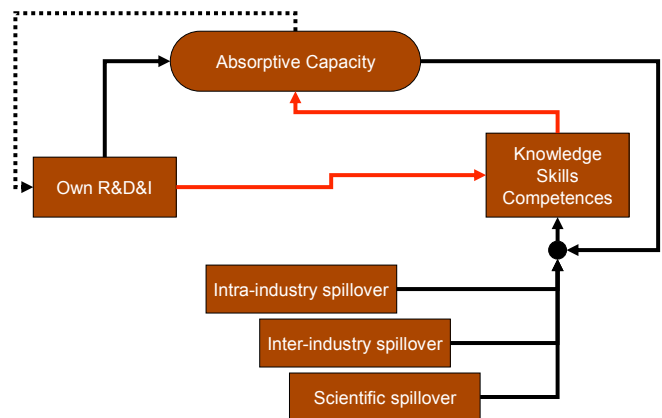 Absorptive Capacity
Own R&D&I
Knowledge
Skills
Competences
Intra-industry spillover
Inter-industry spillover
Scientific spillover